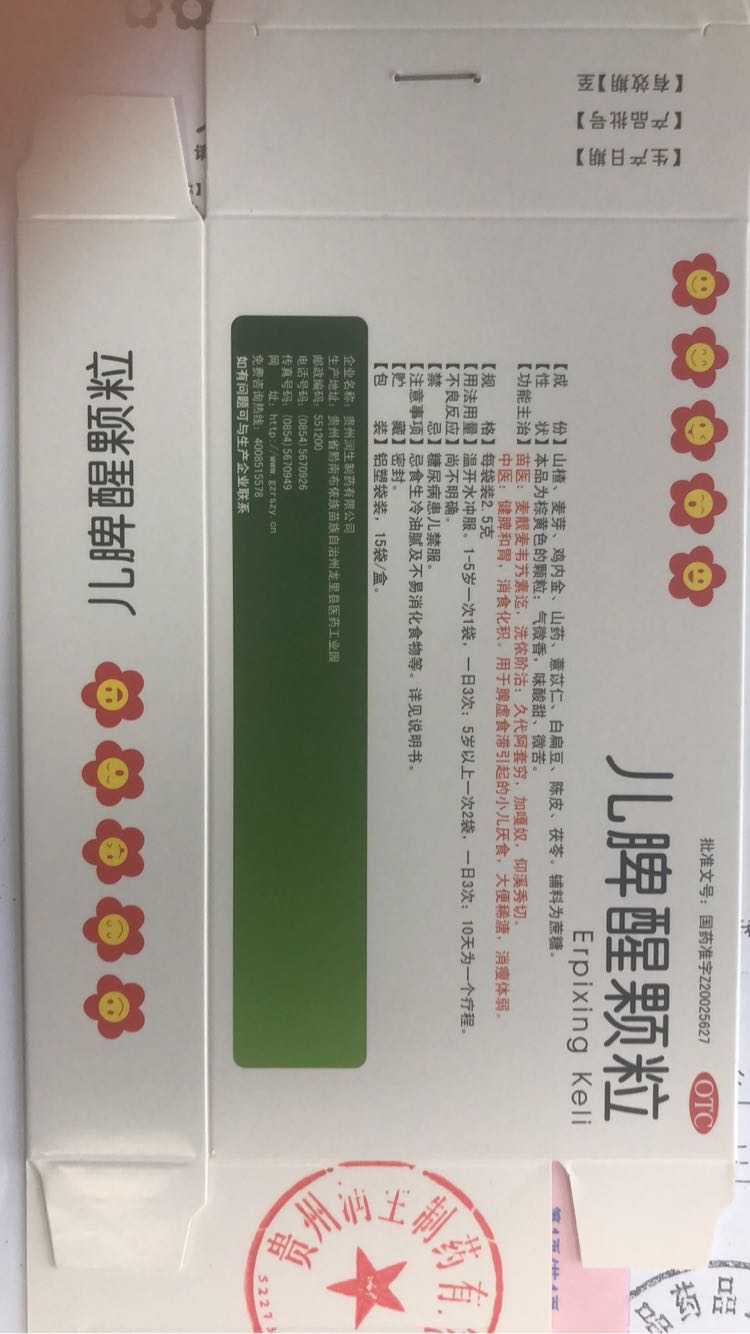 批准文号：国药准字Z20025627
OTC
儿脾醒颗粒
Erpixing Keli
【成　份】山楂、麦芽、鸡内金、山药、薏苡仁、白扁豆、陈皮、茯苓。辅料为蔗糖。
【性　状】本品为棕黄色的颗粒；气微香，味酸甜、微苦。
【功能主治】苗医：麦靓麦韦艿素迄，洗侬阶沽：久代阿套穷，加嘎奴，仰溪秀切。
中医：健脾和胃，消食化积。用于脾虚食滞引起的小儿厌食，大便稀溏，消瘦体弱。
【规　格】每袋装2.5克
【用法用量】温开水冲服。1-5岁一次1袋，一日3次；5岁以上一次2袋，一日3次；10天为一个疗程。
【不良反应】尚不明确。
【禁　忌】糖尿病患儿禁服。
【注意事项】忌食生冷油腻及不易消化食物等。详见说明书。
【贮　藏】密封。
【包　装】铝塑袋装，15袋/盒。
企业名称：贵州润生制药有限公司
生产地址：贵州省黔南布依族苗族自治州龙里县医药工业园
邮政编码：551200
电话号码：(0854)5670926
传真号码：(0854)5670949
网　址：http://www.gzrszy.cn
免费咨询热线：4008515578
如有问题可与生产企业联系
儿脾醒颗粒
【生产日期】
【产品批号】
【有效期】至
贵州润生制药有
52273